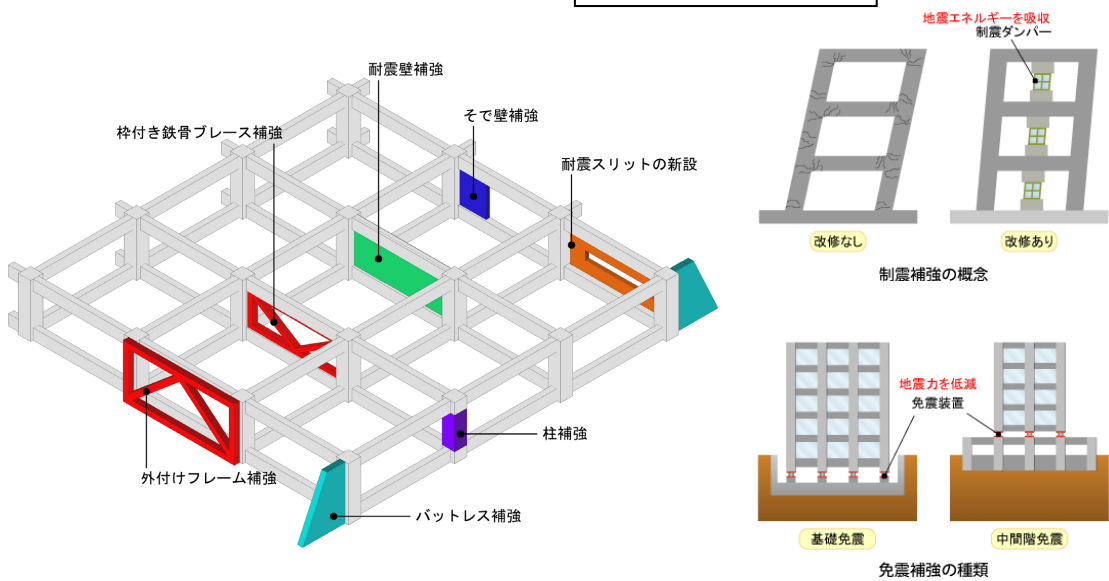 耐震壁補強
そで壁補強
枠付き鉄骨ブレース補強
耐震スリットの新設
外付けフレーム補強
柱補強
バットレス補強
地震エネルギーを吸収
制震ダンパー
改修なし
改修あり
制震補強の概念
地震力を低減
免震装置
基礎免震
中間階免震
免震補強の種類